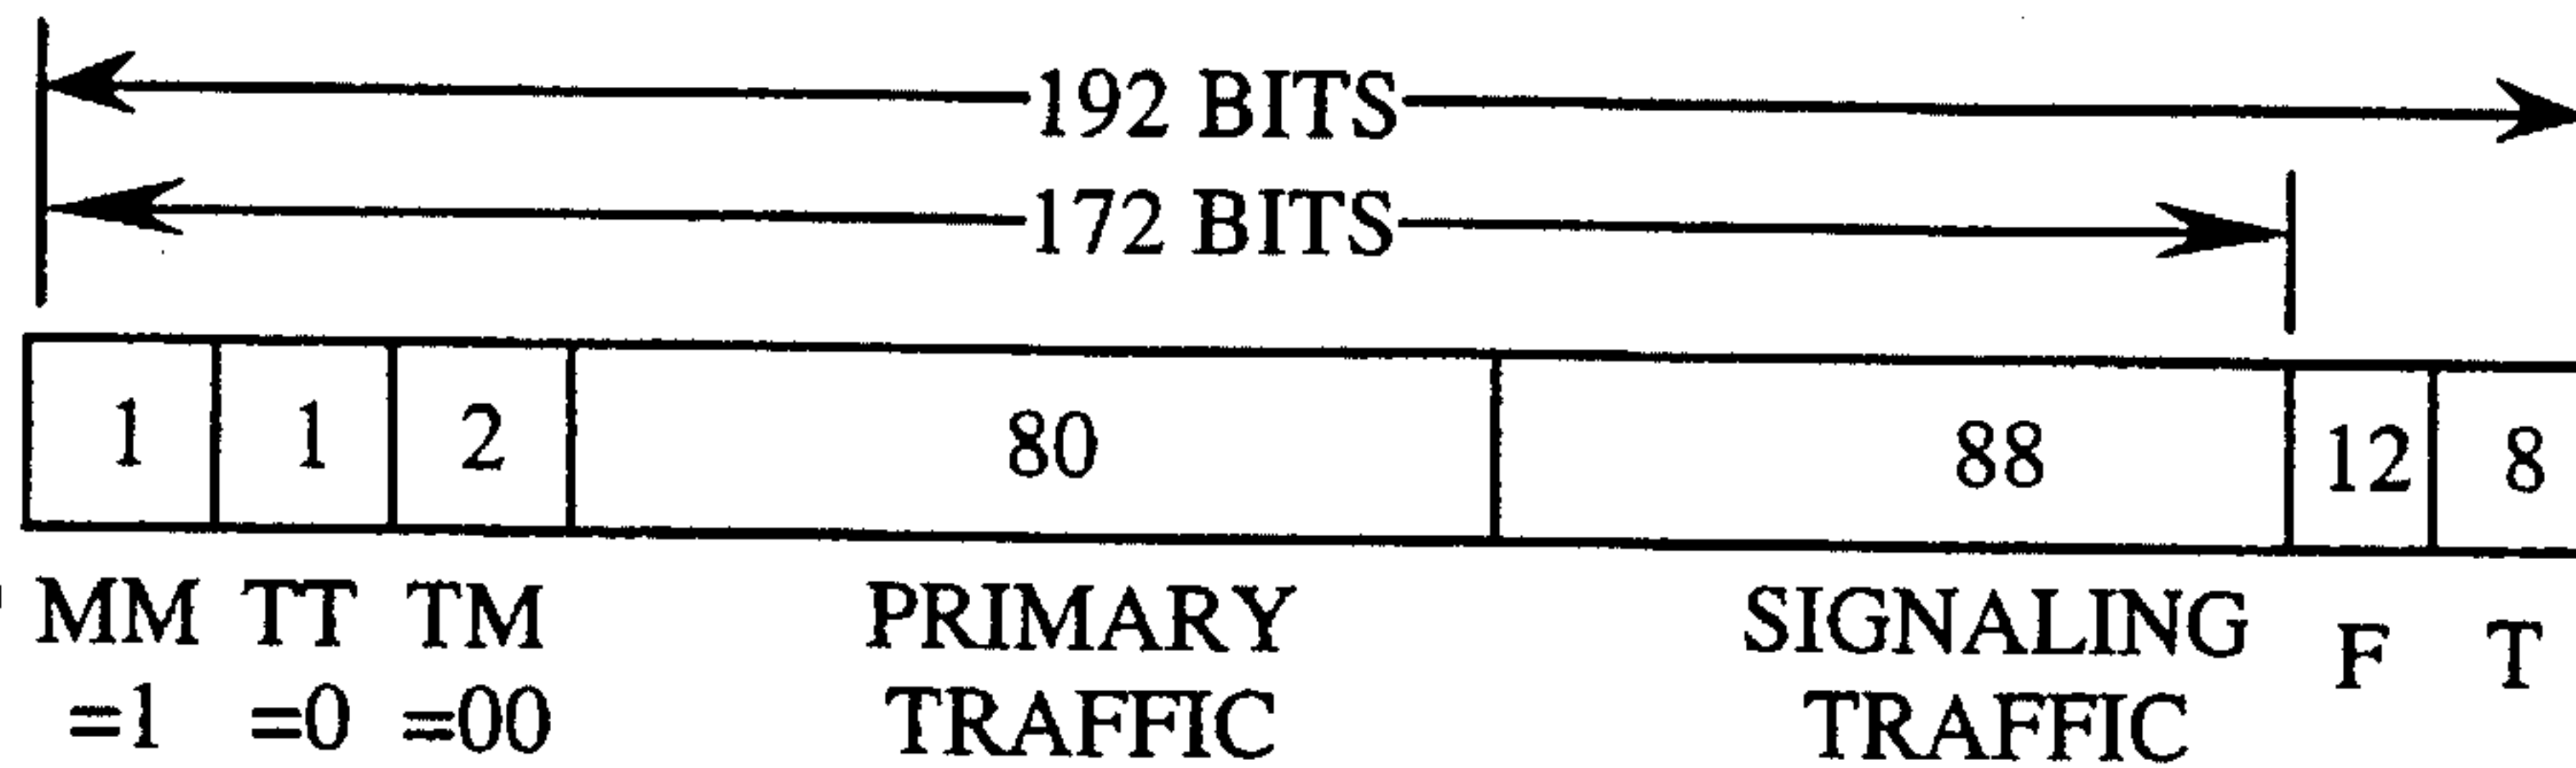 192 BITS
172 BITS
1 1 2 80 88 12 8
MM TT TM PRIMARY SIGNALING F T
=1 =0 =00 TRAFFIC TRAFFIC